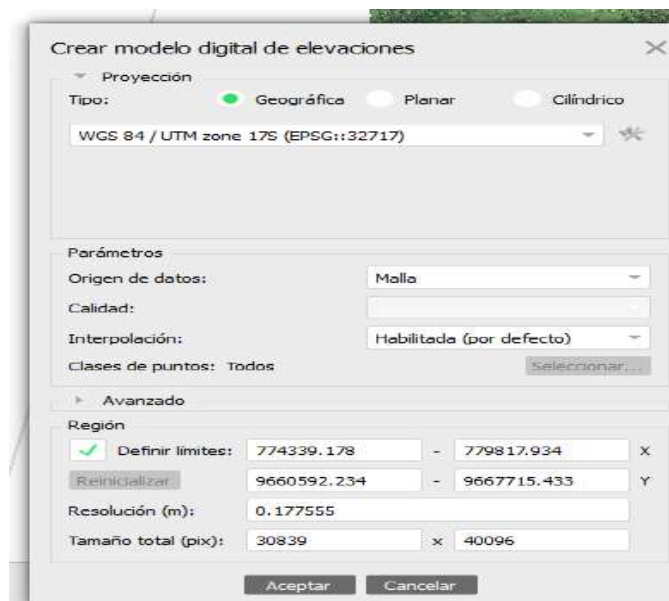 Crear modelo digital de elevaciones
Proyección
Tipo: Geográfica Planar Cilíndrico
WGS 84 / UTM zone 17S (EPSG::32717)
Parámetros
Origen de datos: Malla
Calidad:
Interpolación: Habilitada (por defecto)
Clases de puntos: Todos Seleccionar...
Avanzado
Región
Definir límites: 774339.178 - 779817.934 X
Reinicializar 9660592.234 - 9667715.433 Y
Resolución (m): 0.177555
Tamaño total (pix): 30839 x 40096
Aceptar Cancelar